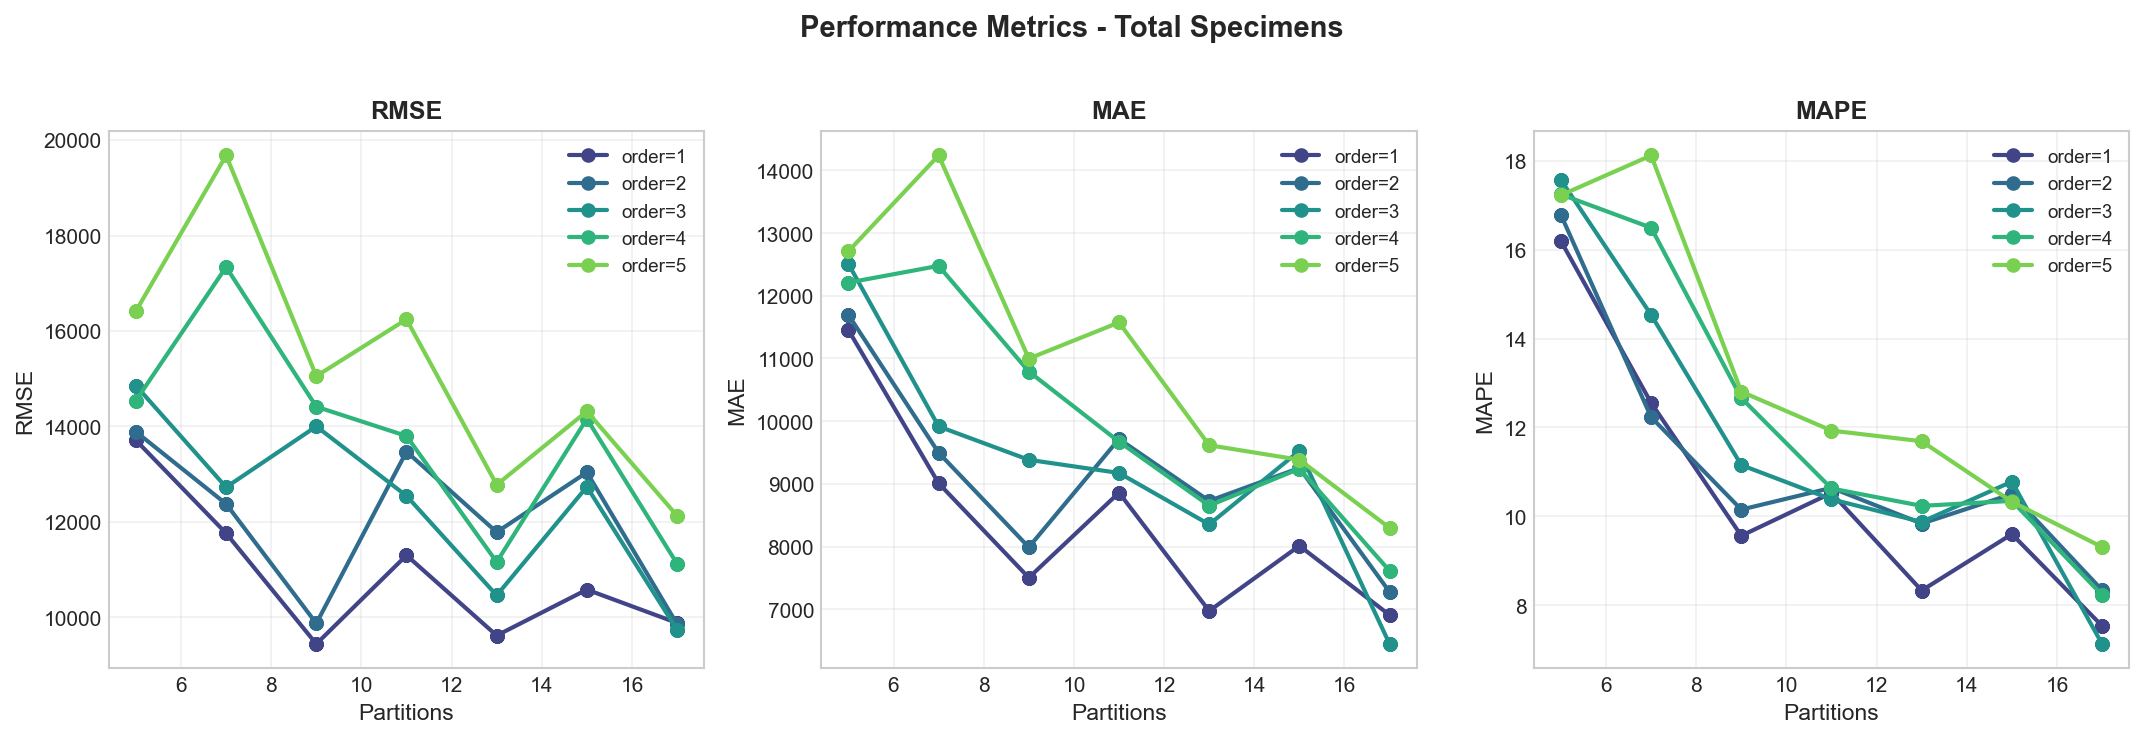 Performance Metrics - Total Specimens
RMSE
20000
18000
16000
14000
12000
10000
RMSE
6
8
10
12
14
16
Partitions
order=1
order=2
order=3
order=4
order=5
MAE
14000
13000
12000
11000
10000
9000
8000
7000
MAE
6
8
10
12
14
16
Partitions
order=1
order=2
order=3
order=4
order=5
MAPE
18
16
14
12
10
8
MAPE
6
8
10
12
14
16
Partitions
order=1
order=2
order=3
order=4
order=5